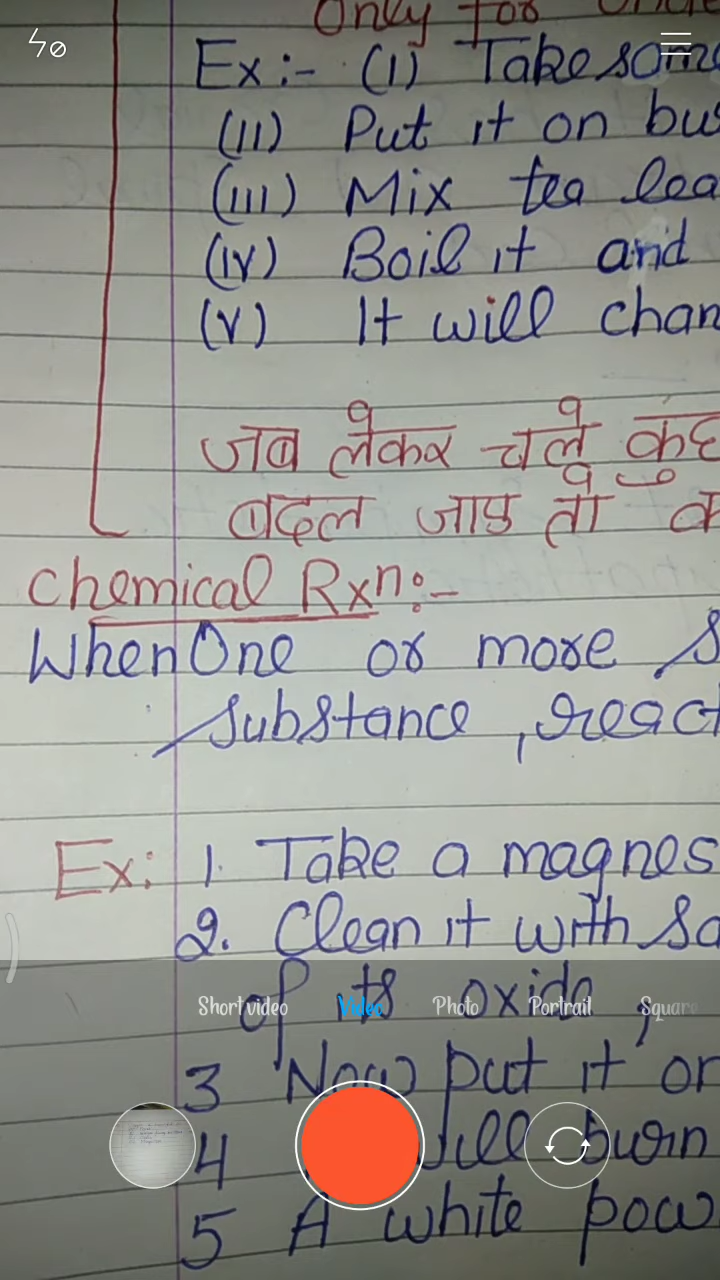 Only for
Ex:- (i) Take some
(ii) Put it on bu
(iii) Mix tea lea
(iv) Boil it and
(v) It will chan
जब लेकर चले कुछ
बदल जाए तो
Chemical Rxn:-
When One or more
substance, react
Ex: 1. Take a magnes
2. Clean it with Sa
of its oxide,
Short video Video Photo Portrait Square
3 Now put it on
4 will burn
5 A white pow